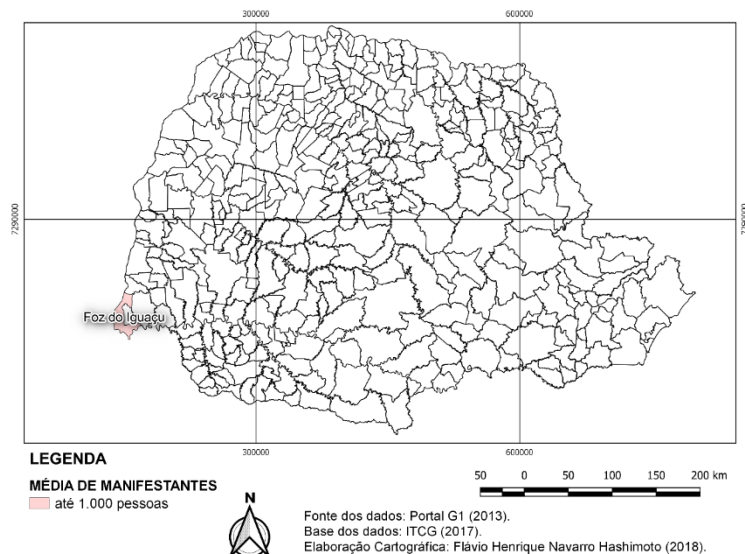 300000 600000
7290000 7290000
Foz do Iguaçu
300000 600000
LEGENDA
MÉDIA DE MANIFESTANTES
até 1.000 pessoas
N
50 0 50 100 150 200 km
Fonte dos dados: Portal G1 (2013).
Base dos dados: ITCG (2017).
Elaboração Cartográfica: Flávio Henrique Navarro Hashimoto (2018).